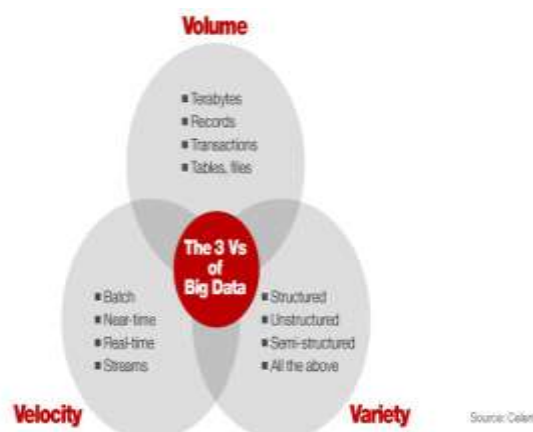 Volume
■ Terabytes
■ Records
■ Transactions
■ Tables, files
The 3 Vs
of
Big Data
■ Batch
■ Near-time
■ Real-time
■ Streams
■ Structured
■ Unstructured
■ Semi-structured
■ All the above
Velocity
Variety
Source: